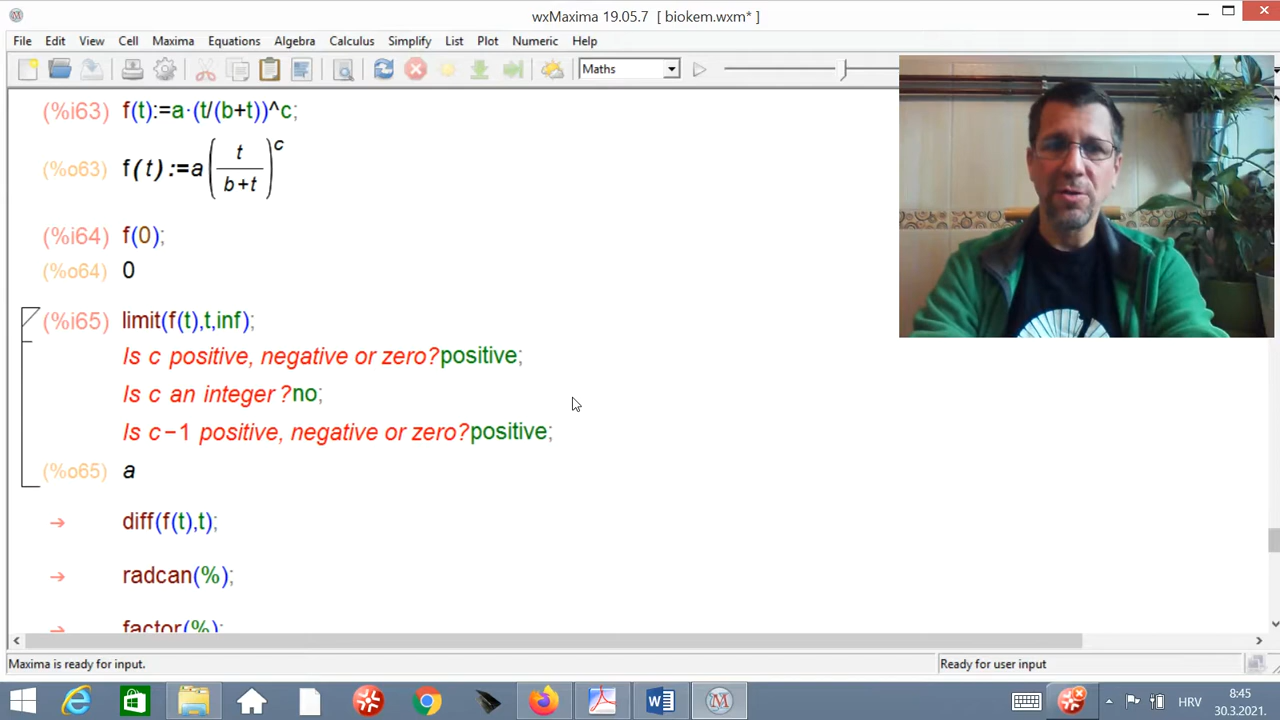 wxMaxima 19.05.7 [ biokem.wxm* ]
File Edit View Cell Maxima Equations Algebra Calculus Simplify List Plot Numeric Help
Maths
(%i63) f(t):=a·(t/(b+t))^c;
(%o63) f(t):=a(t/(b+t))^c
(%i64) f(0);
(%o64) 0
(%i65) limit(f(t),t,inf);
Is c positive, negative or zero?positive;
Is c an integer?no;
Is c−1 positive, negative or zero?positive;
(%o65) a
→ diff(f(t),t);
→ radcan(%);
→ factor(%);
Maxima is ready for input. Ready for user input
HRV 8:45
30.3.2021.